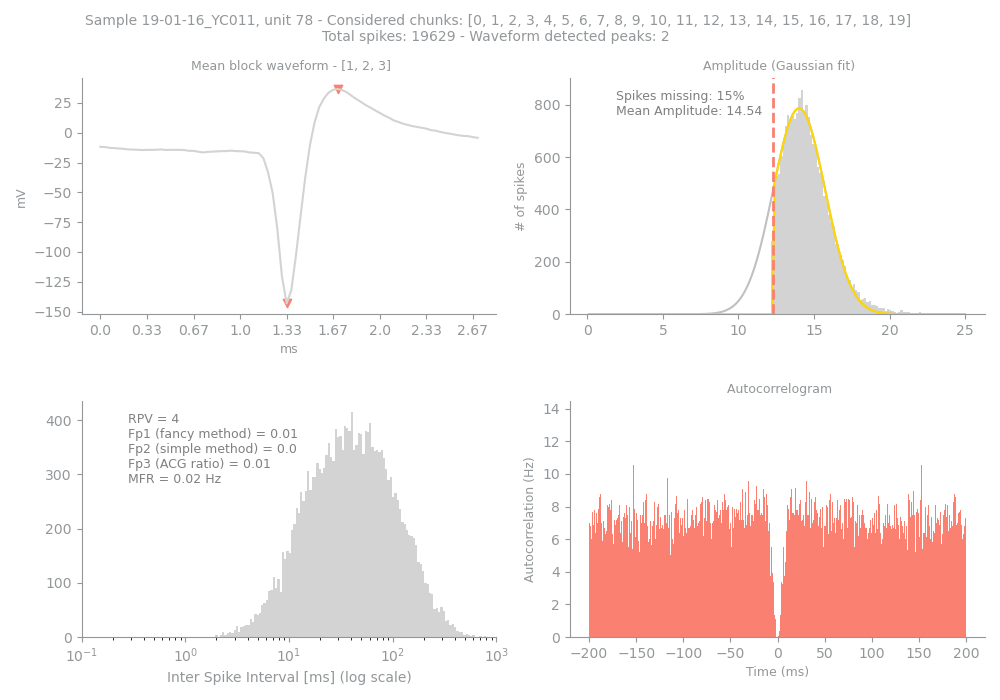 Sample 19-01-16_YC011, unit 78 - Considered chunks: [0, 1, 2, 3, 4, 5, 6, 7, 8, 9, 10, 11, 12, 13, 14, 15, 16, 17, 18, 19]
Total spikes: 19629 - Waveform detected peaks: 2
Mean block waveform - [1, 2, 3]
25
0
−25
−50
−75
−100
−125
−150
mV
0.0 0.33 0.67 1.0 1.33 1.67 2.0 2.33 2.67
ms
Amplitude (Gaussian fit)
Spikes missing: 15%
Mean Amplitude: 14.54
800
600
400
200
0
# of spikes
0 5 10 15 20 25
RPV = 4
Fp1 (fancy method) = 0.01
Fp2 (simple method) = 0.0
Fp3 (ACG ratio) = 0.01
MFR = 0.02 Hz
400
300
200
100
0
10⁻¹ 10⁰ 10¹ 10² 10³
Inter Spike Interval [ms] (log scale)
Autocorrelogram
14
12
10
8
6
4
2
0
Autocorrelation (Hz)
−200 −150 −100 −50 0 50 100 150 200
Time (ms)